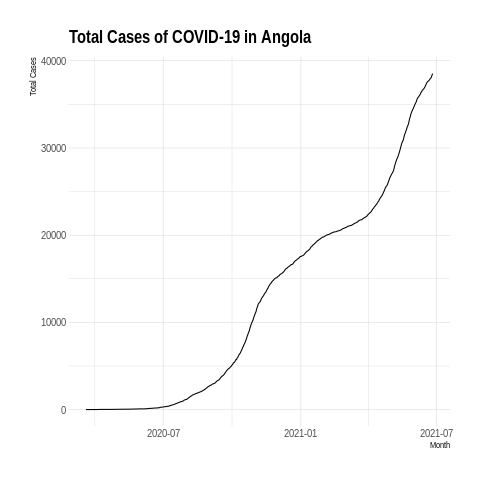 Total Cases of COVID-19 in Angola
Total Cases
40000
30000
20000
10000
0
2020-07
2021-01
2021-07
Month